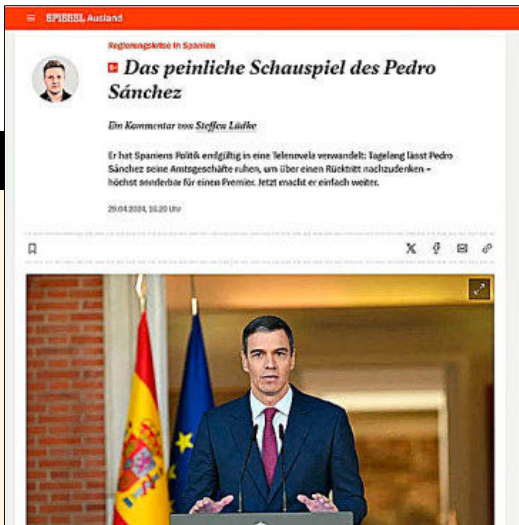 SPIEGEL Ausland
Regierungskrise in Spanien
S+ Das peinliche Schauspiel des Pedro
Sánchez
Ein Kommentar von Steffen Lüdke
Er hat Spaniens Politik endgültig in eine Telenovela verwandelt: Tagelang lässt Pedro
Sánchez seine Amtsgeschäfte ruhen, um über einen Rücktritt nachzudenken –
höchst sonderbar für einen Premier. Jetzt macht er einfach weiter.
29.04.2024, 16.20 Uhr